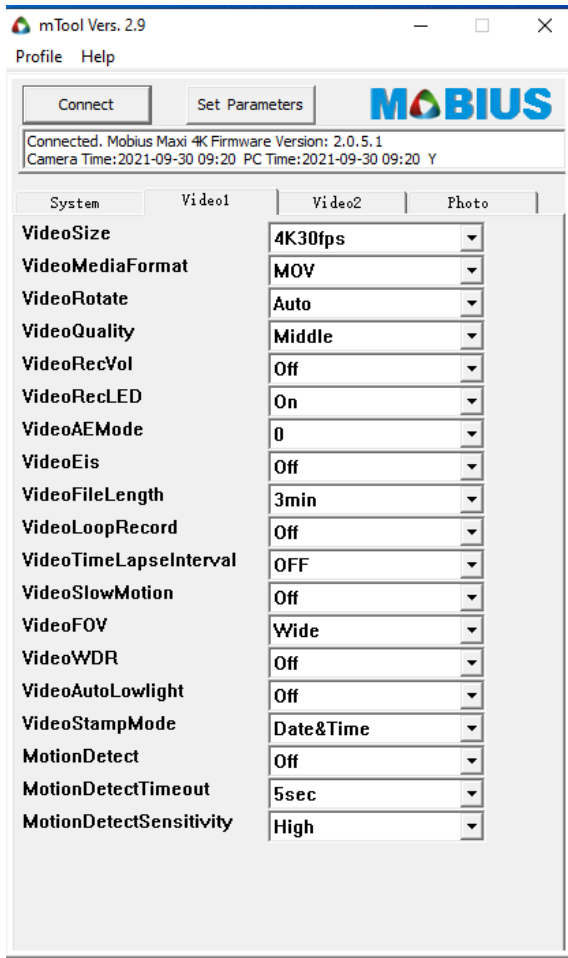 mTool Vers. 2.9
Profile Help
Connect Set Parameters MOBIUS
Connected. Mobius Maxi 4K Firmware Version: 2.0.5.1
Camera Time:2021-09-30 09:20 PC Time:2021-09-30 09:20 Y
System Video1 Video2 Photo
VideoSize 4K30fps
VideoMediaFormat MOV
VideoRotate Auto
VideoQuality Middle
VideoRecVol Off
VideoRecLED On
VideoAEMode 0
VideoEis Off
VideoFileLength 3min
VideoLoopRecord Off
VideoTimeLapseInterval OFF
VideoSlowMotion Off
VideoFOV Wide
VideoWDR Off
VideoAutoLowlight Off
VideoStampMode Date&Time
MotionDetect Off
MotionDetectTimeout 5sec
MotionDetectSensitivity High